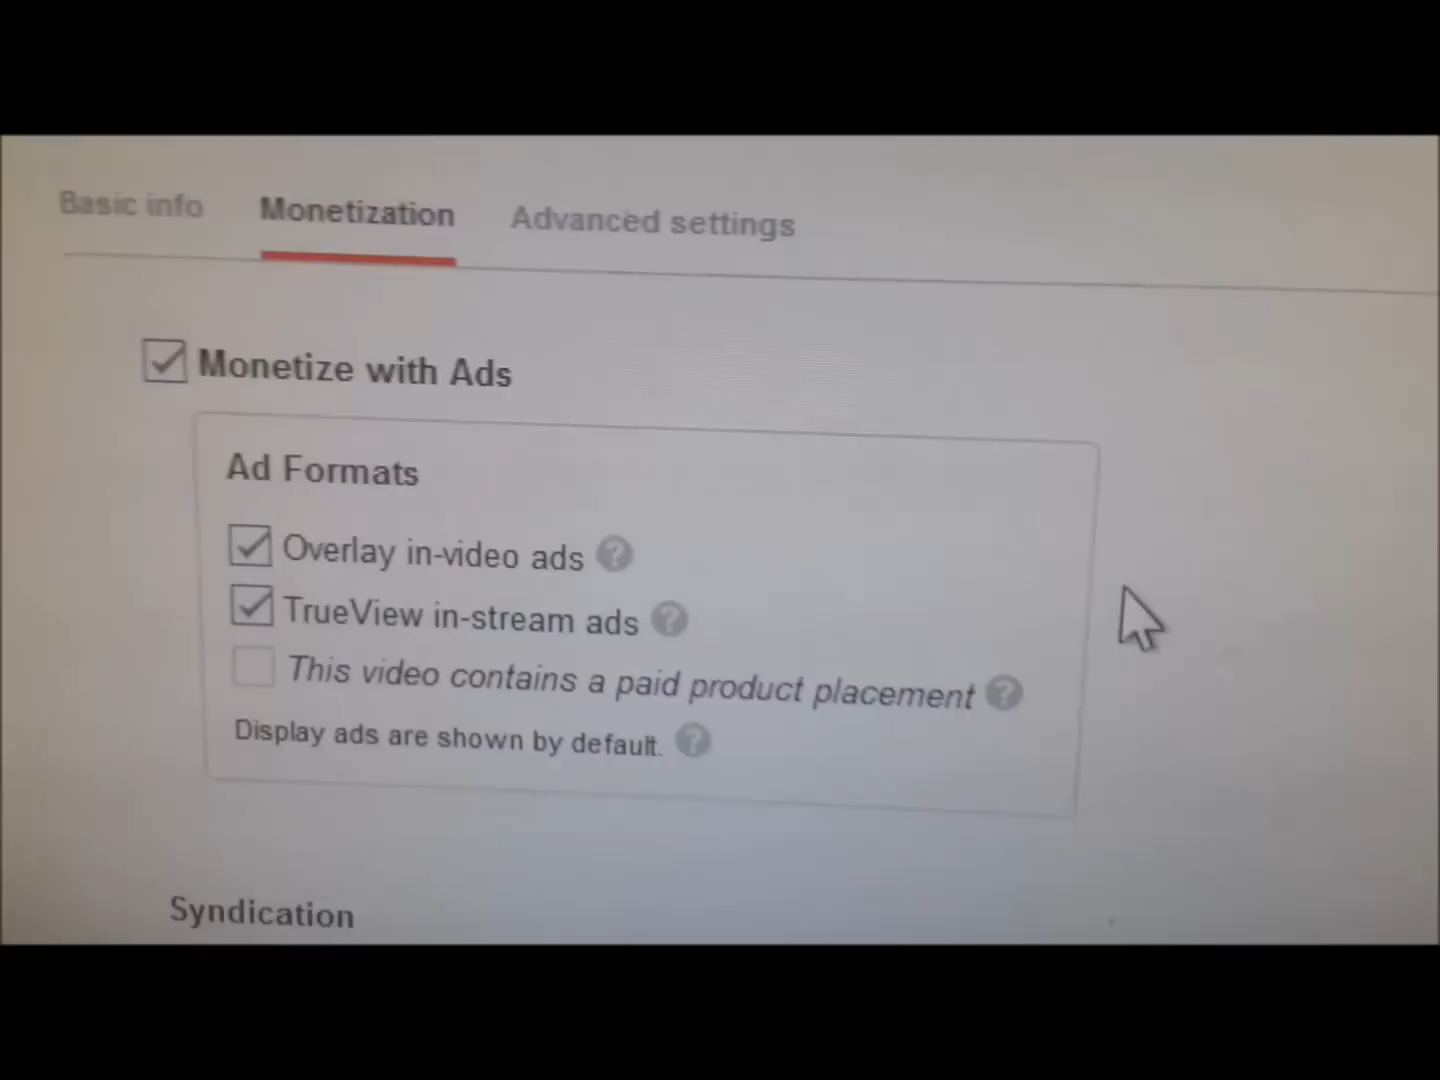 Basic info Monetization Advanced settings
Monetize with Ads
Ad Formats
Overlay in-video ads ?
TrueView in-stream ads ?
This video contains a paid product placement ?
Display ads are shown by default. ?
Syndication